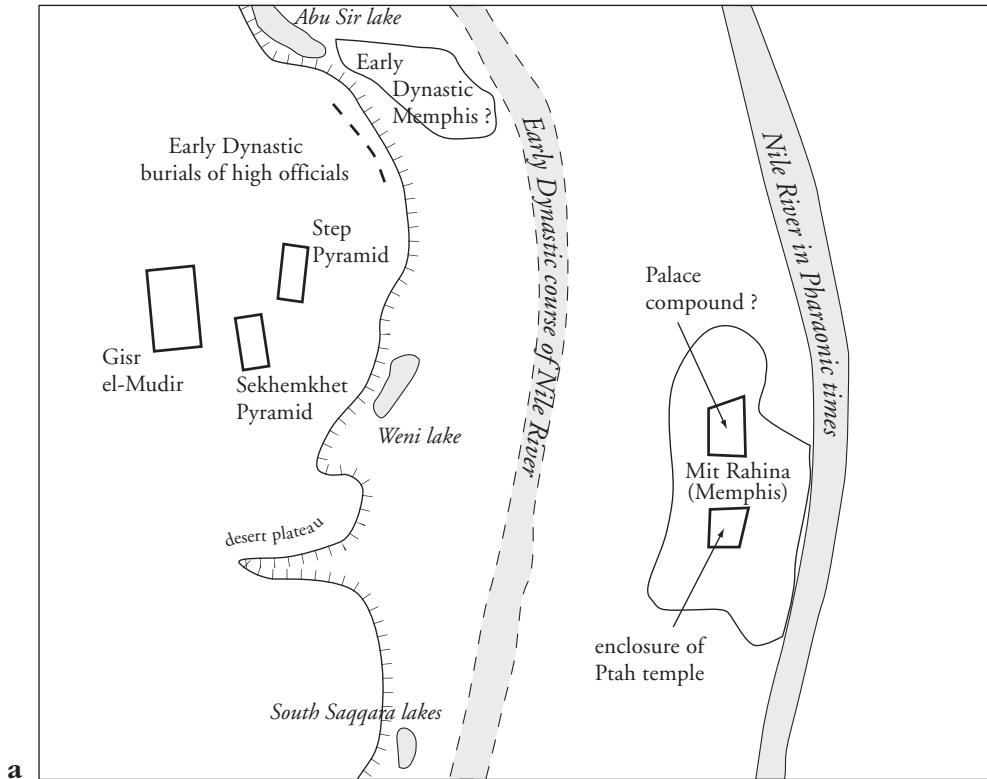 Abu Sir lake
Early
Dynastic
Memphis ?
Early Dynastic
burials of high officials
Early Dynastic course of Nile River
Nile River in Pharaonic times
Step
Pyramid
Palace
compound ?
Gisr
el-Mudir
Sekhemkhet
Pyramid
Weni lake
Mit Rahina
(Memphis)
desert plateau
enclosure of
Ptah temple
South Saqqara lakes
a